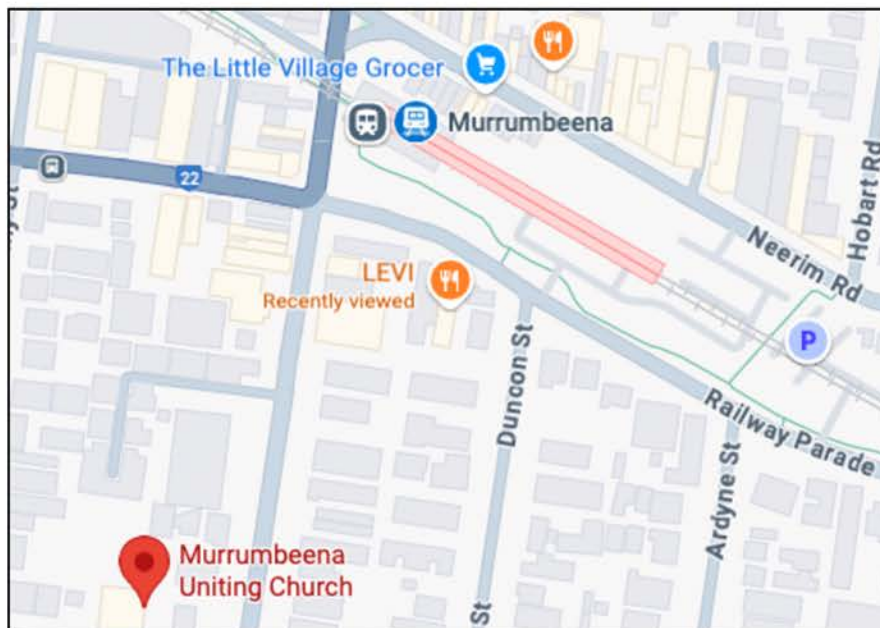 The Little Village Grocer
Murrumbeena
Hobart Rd
22
Neerim Rd
LEVI
Recently viewed
P
Duncon St
Railway Parade
Ardyne St
Murrumbeena
Uniting Church
St